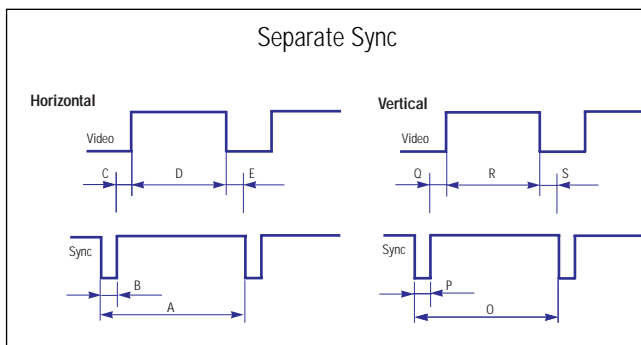 Separate Sync
Horizontal
Vertical
Video
Video
C D E
Q R S
Sync
Sync
B
P
A
O